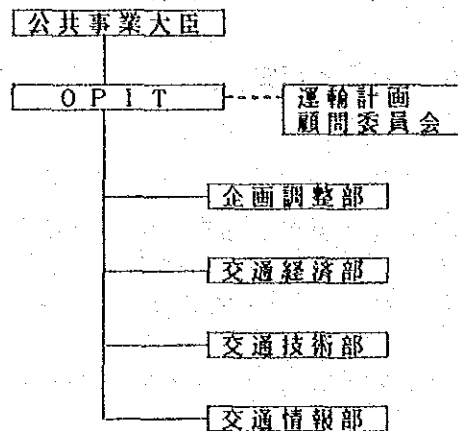 公共事業大臣
OPIT
運輸計画
顧問委員会
企画調整部
交通経済部
交通技術部
交通情報部